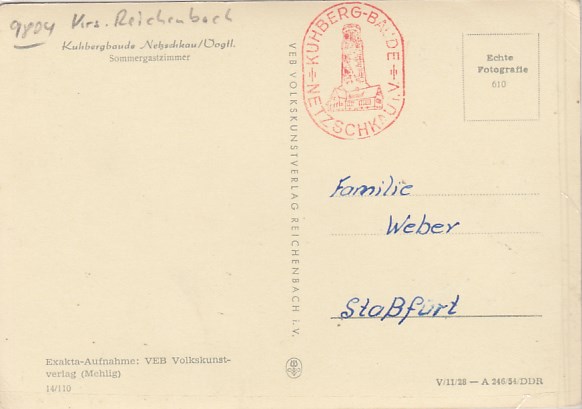 9804 Krs. Reichenbach
Kuhbergbaude Netzschkau/Vogtl.
Sommergastzimmer
VEB VOLKSKUNSTVERLAG REICHENBACH i.V.
KUHBERG-BAUDE
NETZSCHKAU i.V.
Echte
Fotografie
610
Familie
Weber
Staßfurt
Exakta-Aufnahme: VEB Volkskunst-
verlag (Mehlig)
14/110
V/11/28 — A 246/54/DDR